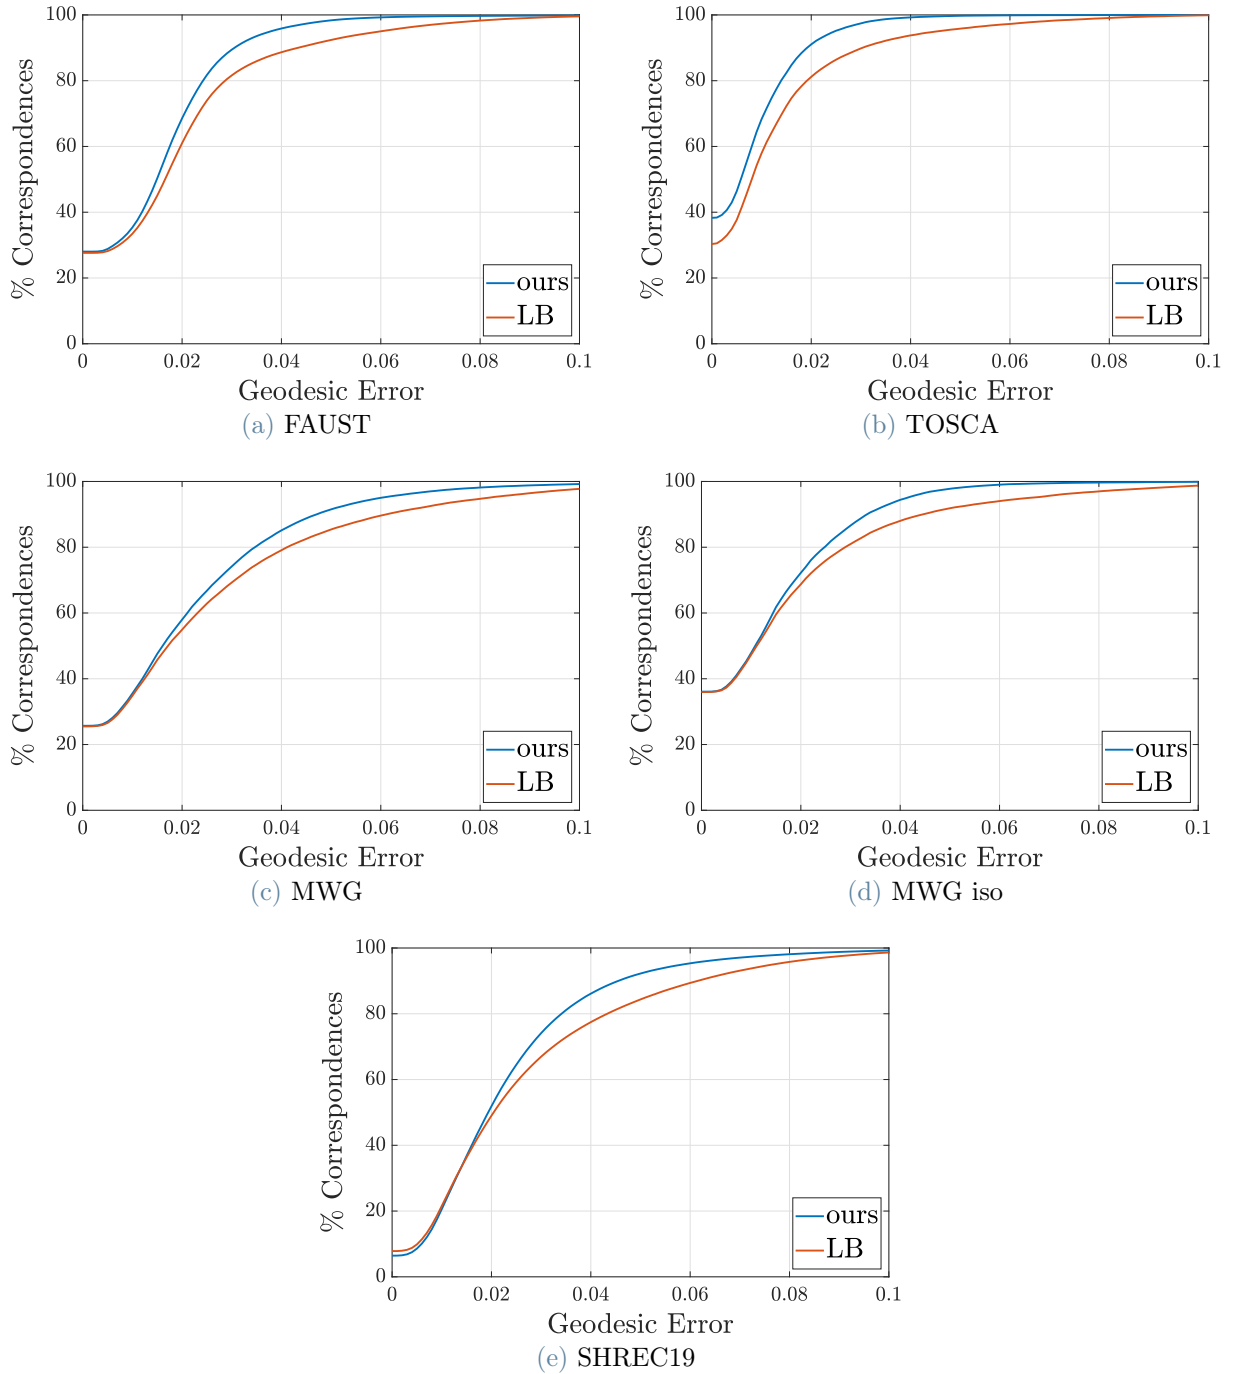 100
80
60
40
20
0
% Correspondences
0 0.02 0.04 0.06 0.08 0.1
Geodesic Error
ours
LB
(a) FAUST
100
80
60
40
20
0
% Correspondences
0 0.02 0.04 0.06 0.08 0.1
Geodesic Error
ours
LB
(b) TOSCA
100
80
60
40
20
0
% Correspondences
0 0.02 0.04 0.06 0.08 0.1
Geodesic Error
ours
LB
(c) MWG
100
80
60
40
20
0
% Correspondences
0 0.02 0.04 0.06 0.08 0.1
Geodesic Error
ours
LB
(d) MWG iso
100
80
60
40
20
0
% Correspondences
0 0.02 0.04 0.06 0.08 0.1
Geodesic Error
ours
LB
(e) SHREC19